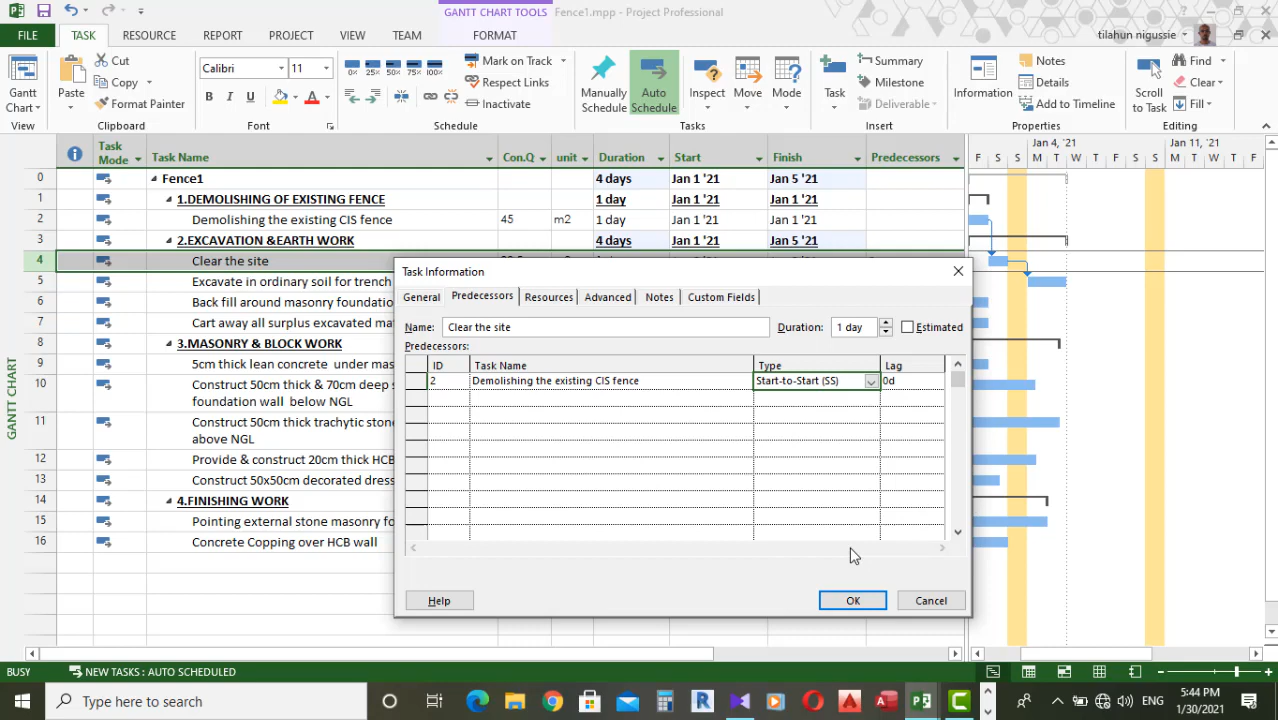 GANTT CHART TOOLS
Fence1.mpp - Project Professional
FILE TASK RESOURCE REPORT PROJECT VIEW TEAM FORMAT
tilahun nigussie
Gantt Chart
View
Paste
Cut
Copy
Format Painter
Clipboard
Calibri 11
B I U A
Font
0% 25% 50% 75% 100%
Mark on Track
Respect Links
Inactivate
Schedule
Manually Schedule
Auto Schedule
Inspect
Move
Mode
Tasks
Task
Summary
Milestone
Deliverable
Insert
Information
Notes
Details
Add to Timeline
Properties
Scroll to Task
Find
Clear
Fill
Editing
Task Mode Task Name Con.Q unit Duration Start Finish Predecessors
Jan 4, '21 Jan 11, '21
F S S M T W T F S S M T W T F
0 Fence1 4 days Jan 1 '21 Jan 5 '21
1 1.DEMOLISHING OF EXISTING FENCE 1 day Jan 1 '21 Jan 1 '21
2 Demolishing the existing CIS fence 45 m2 1 day Jan 1 '21 Jan 1 '21
3 2.EXCAVATION &EARTH WORK 4 days Jan 1 '21 Jan 5 '21
4 Clear the site
5 Excavate in ordinary soil for trench
6 Back fill around masonry foundatio
7 Cart away all surplus excavated ma
8 3.MASONRY & BLOCK WORK
9 5cm thick lean concrete under mas
10 Construct 50cm thick & 70cm deep s
foundation wall below NGL
11 Construct 50cm thick trachytic stone
above NGL
12 Provide & construct 20cm thick HCB
13 Construct 50x50cm decorated dress
14 4.FINISHING WORK
15 Pointing external stone masonry fo
16 Concrete Copping over HCB wall
GANTT CHART
Task Information
General Predecessors Resources Advanced Notes Custom Fields
Name: Clear the site Duration: 1 day Estimated
Predecessors:
ID Task Name Type Lag
2 Demolishing the existing CIS fence Start-to-Start (SS) 0d
Help OK Cancel
BUSY NEW TASKS : AUTO SCHEDULED
Type here to search
ENG
5:44 PM
1/30/2021